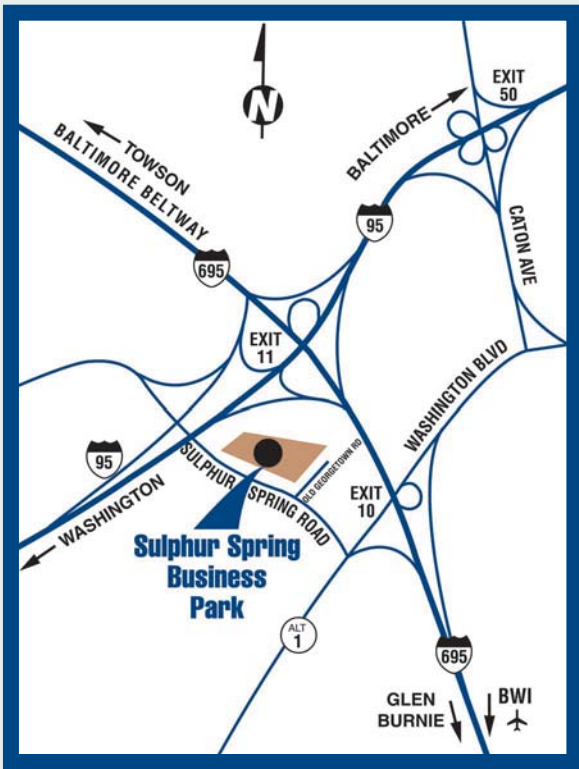 N
EXIT
50
TOWSON
BALTIMORE
BALTIMORE BELTWAY
95
CATON AVE
695
EXIT
11
WASHINGTON BLVD
95
SULPHUR SPRING ROAD
OLD GEORGETOWN RD
EXIT
10
WASHINGTON
Sulphur Spring
Business
Park
ALT
1
695
GLEN
BURNIE
BWI